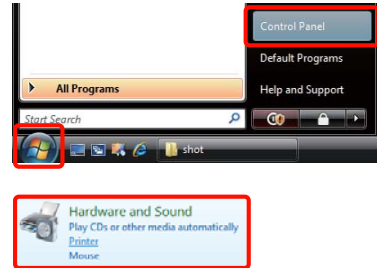 Control Panel
Default Programs
All Programs
Help and Support
Start Search
shot
Hardware and Sound
Play CDs or other media automatically
Printer
Mouse